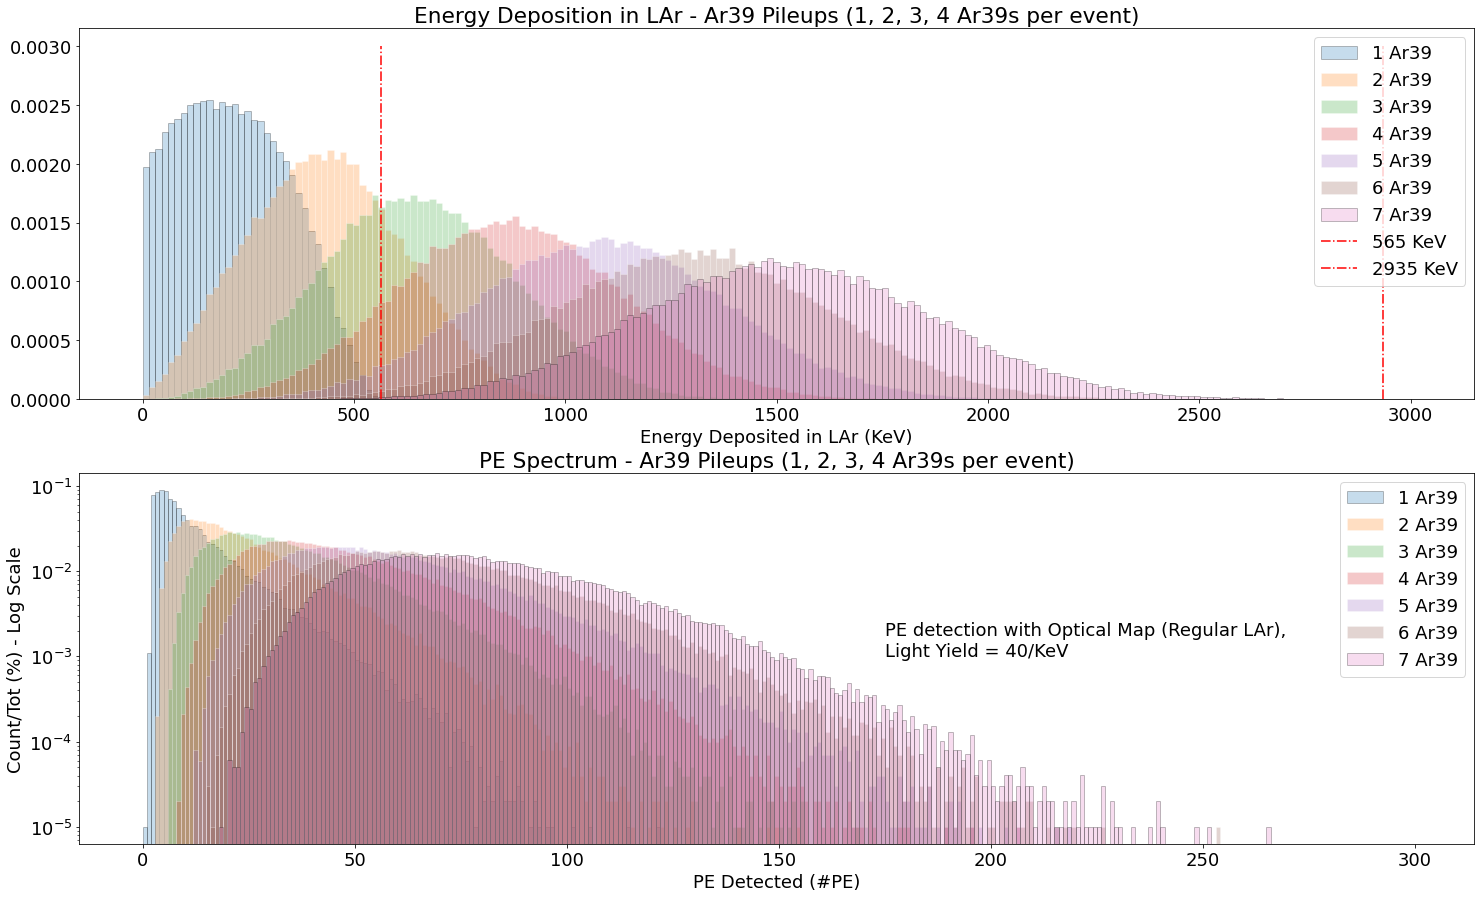 Energy Deposition in LAr - Ar39 Pileups (1, 2, 3, 4 Ar39s per event)
0.0030
0.0025
0.0020
0.0015
0.0010
0.0005
0.0000
1 Ar39
2 Ar39
3 Ar39
4 Ar39
5 Ar39
6 Ar39
7 Ar39
565 KeV
2935 KeV
0 500 1000 1500 2000 2500 3000
Energy Deposited in LAr (KeV)
PE Spectrum - Ar39 Pileups (1, 2, 3, 4 Ar39s per event)
Count/Tot (%) - Log Scale
10⁻¹
10⁻²
10⁻³
10⁻⁴
10⁻⁵
1 Ar39
2 Ar39
3 Ar39
4 Ar39
5 Ar39
6 Ar39
7 Ar39
PE detection with Optical Map (Regular LAr),
Light Yield = 40/KeV
0 50 100 150 200 250 300
PE Detected (#PE)